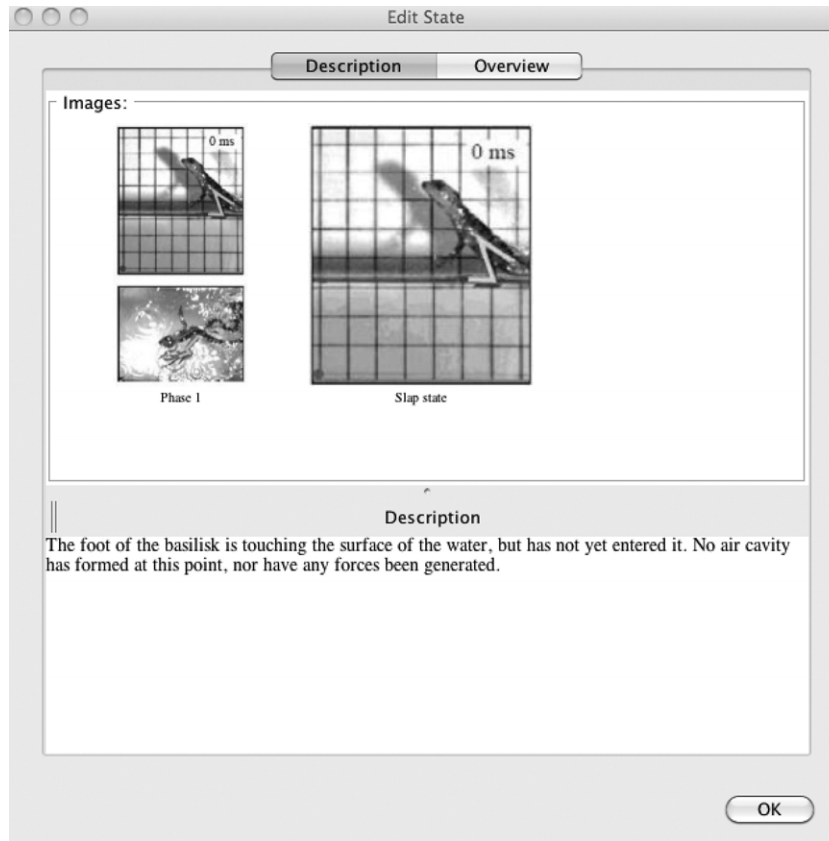 Edit State
Description Overview
Images:
0 ms
0 ms
Phase 1
Slap state
Description
The foot of the basilisk is touching the surface of the water, but has not yet entered it. No air cavity
has formed at this point, nor have any forces been generated.
OK